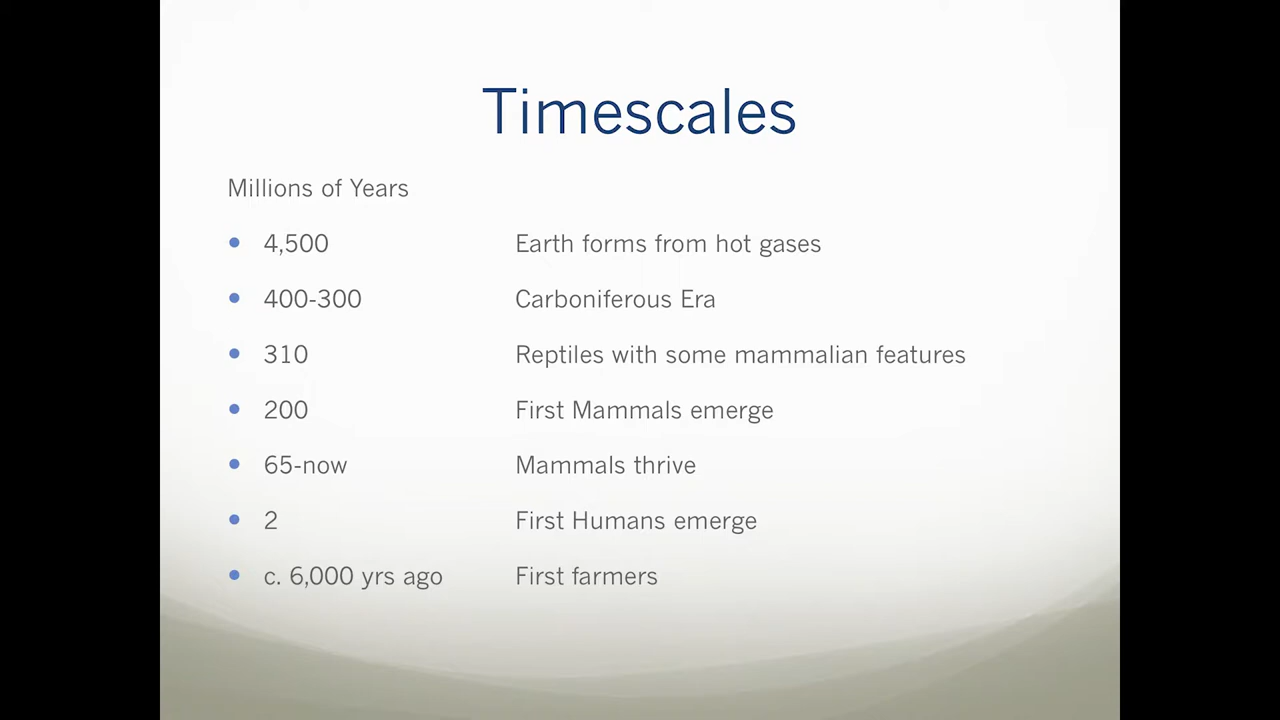 Timescales
Millions of Years
• 4,500 Earth forms from hot gases
• 400-300 Carboniferous Era
• 310 Reptiles with some mammalian features
• 200 First Mammals emerge
• 65-now Mammals thrive
• 2 First Humans emerge
• c. 6,000 yrs ago First farmers